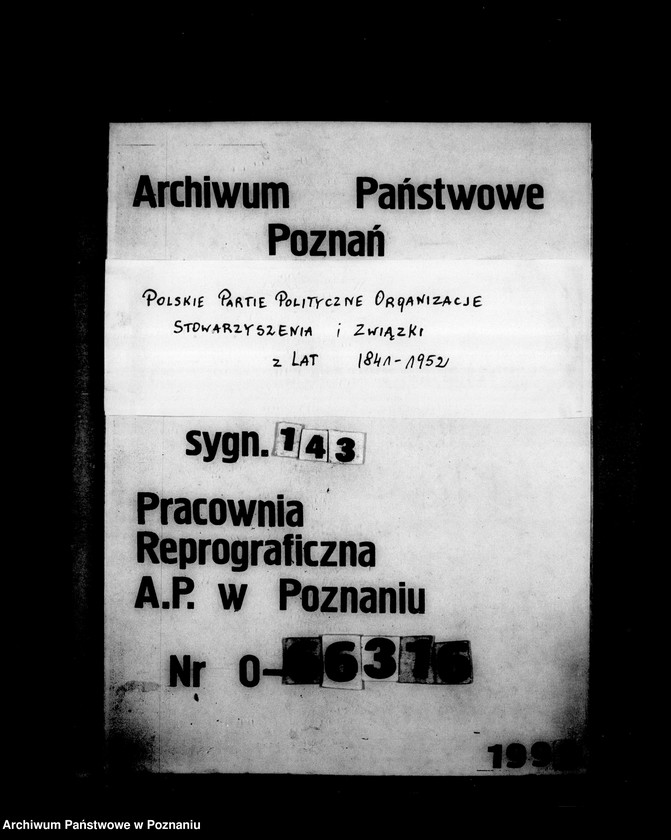 Archiwum Państwowe
Poznań
POLSKIE PARTIE POLITYCZNE ORGANIZACJE
STOWARZYSZENIA i ZWIĄZKI
z LAT 1841-1952
sygn. 143
Pracownia
Reprograficzna
A.P. w Poznaniu
Nr O-66316
Archiwum Państwowe w Poznaniu